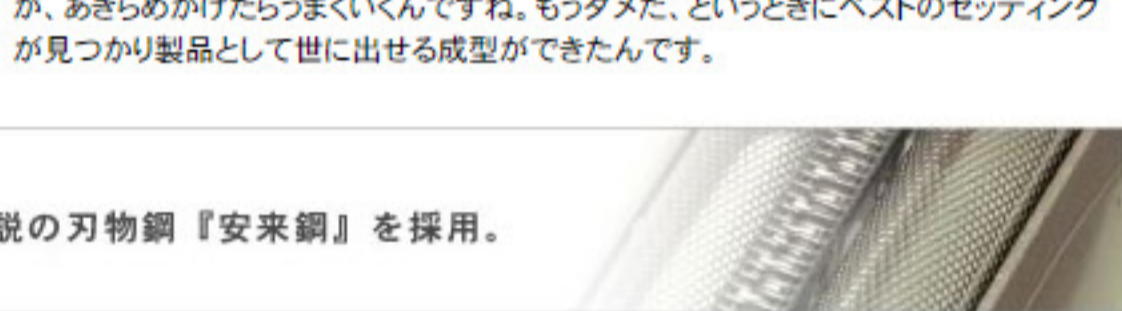 が、あきらめかけたらうまくいくんですね。もうダメだ、というときにベストのセッティング
が見つかり製品として世に出せる成型ができたんです。
説の刃物鋼『安来鋼』を採用。